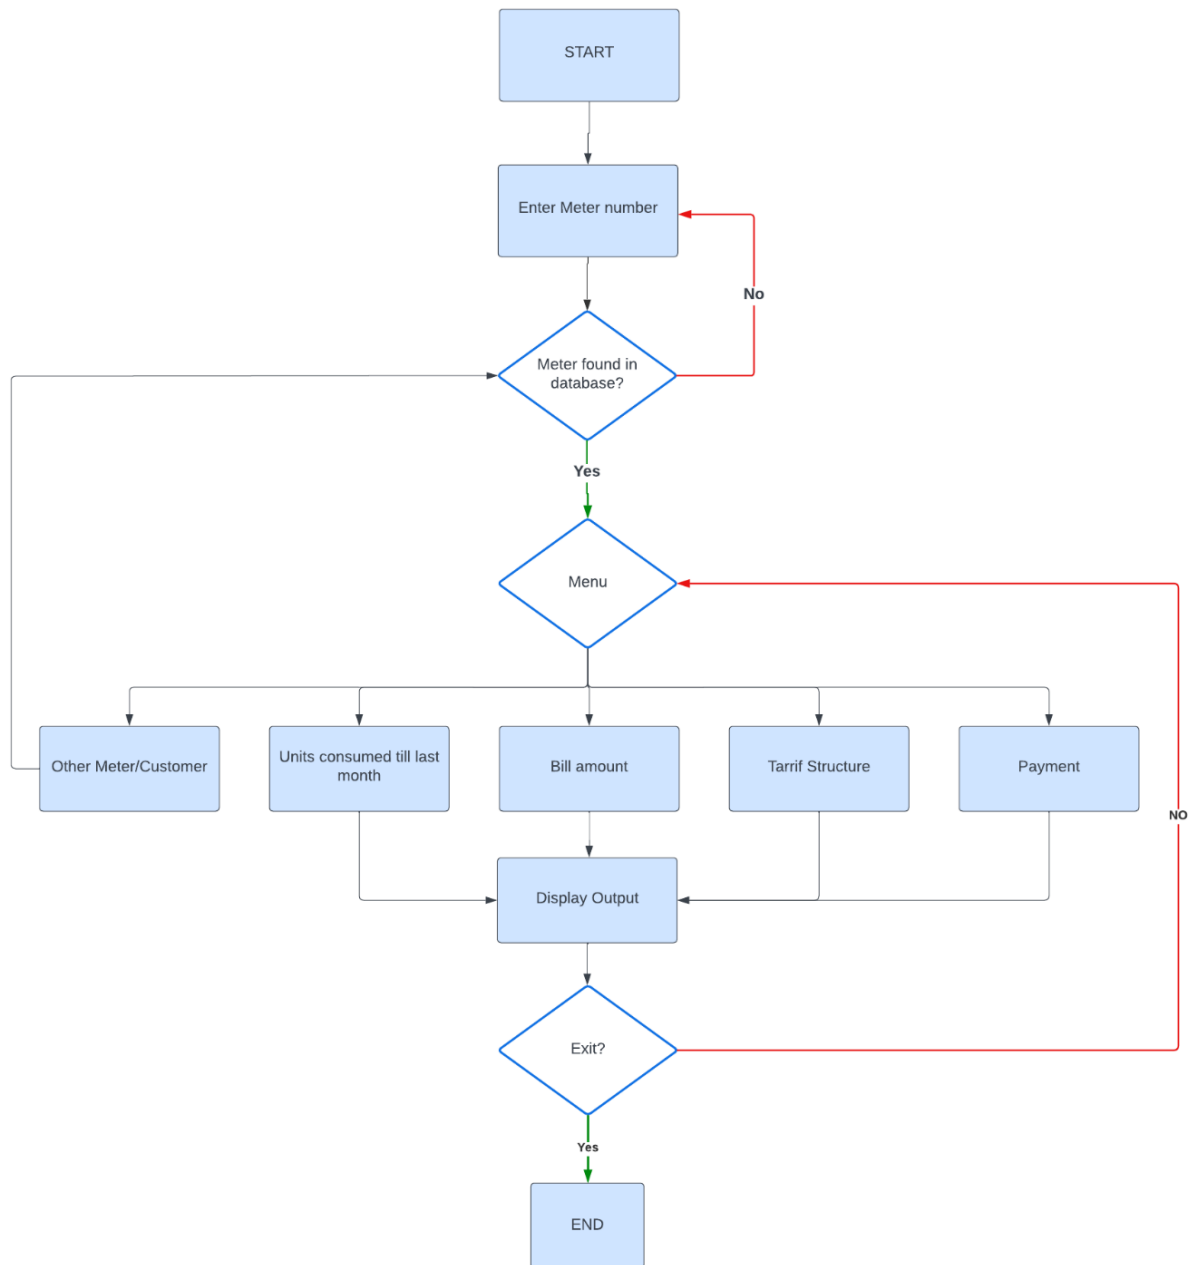 START
Enter Meter number
No
Meter found in
database?
Yes
Menu
Other Meter/Customer
Units consumed till last
month
Bill amount
Tarrif Structure
Payment
NO
Display Output
Exit?
Yes
END